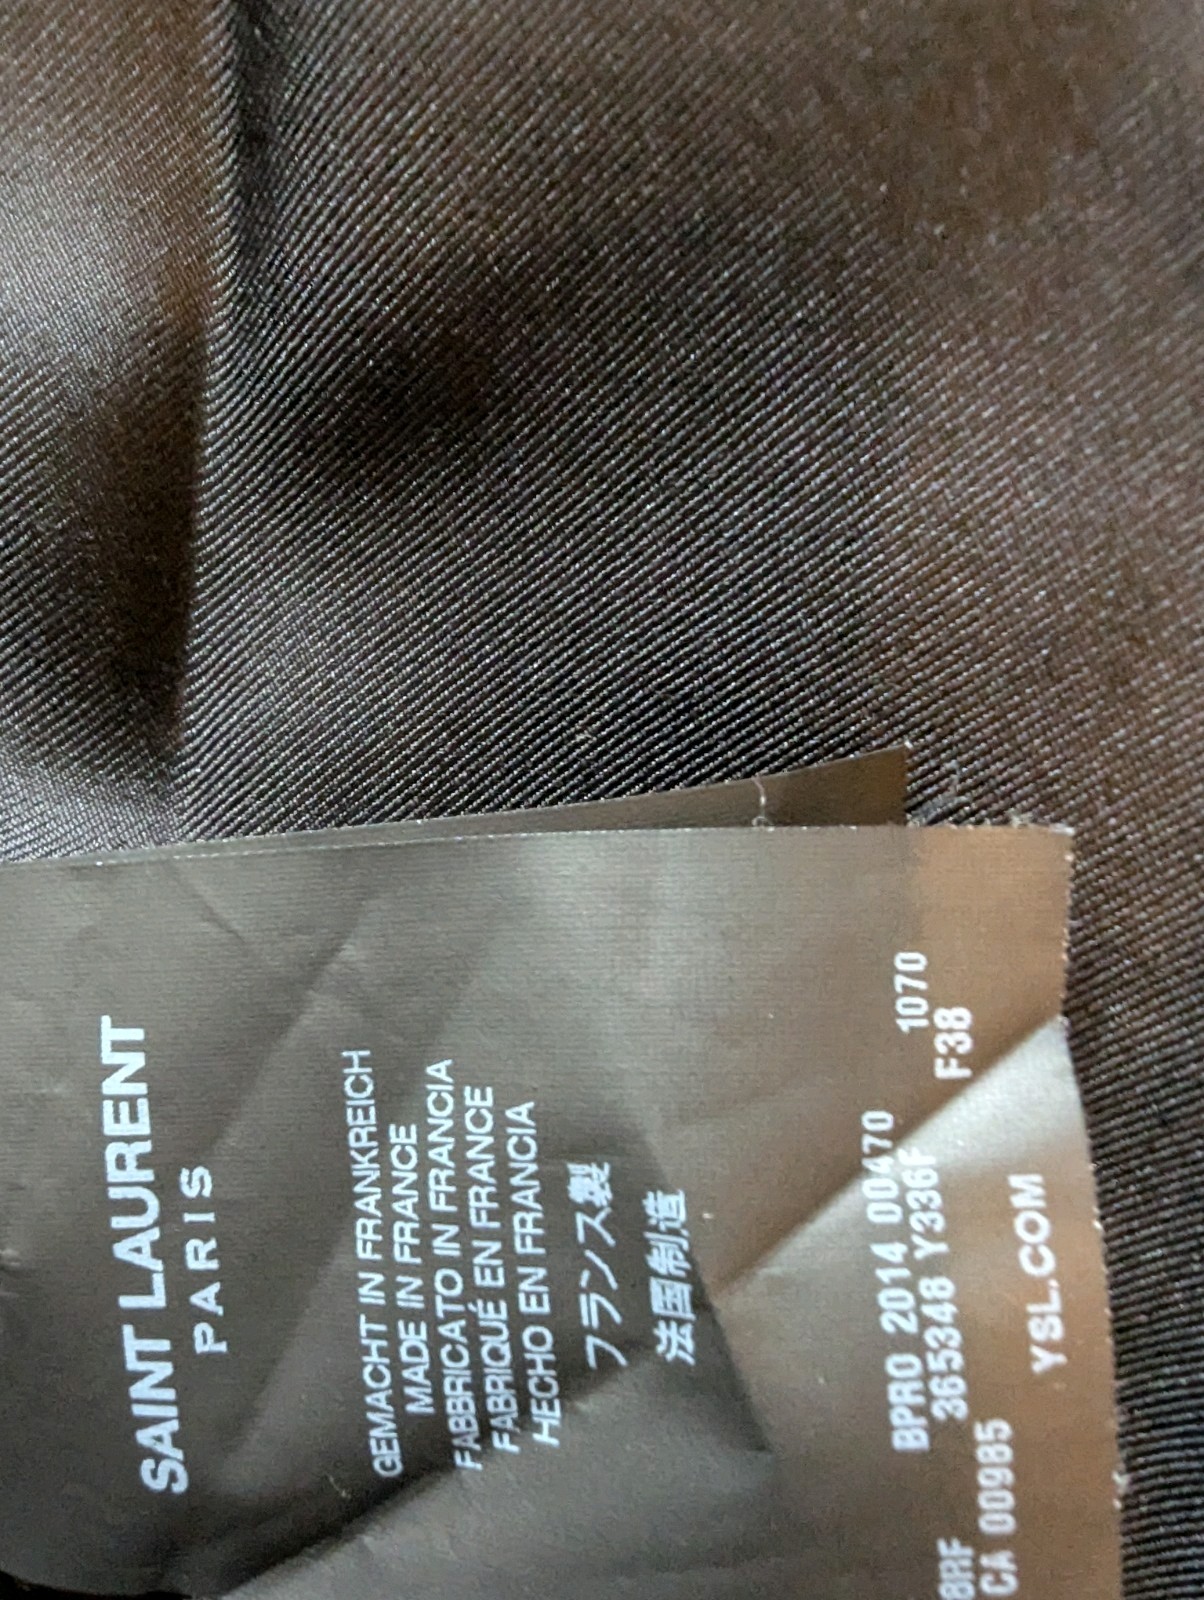 SAINT LAURENT
PARIS
GEMACHT IN FRANKREICH
MADE IN FRANCE
FABBRICATO IN FRANCIA
FABRIQUÉ EN FRANCE
HECHO EN FRANCIA
フランス製
法国制造
BPRO 2014 00470 1070
365348 Y336F F38
CA 00985
YSL.COM